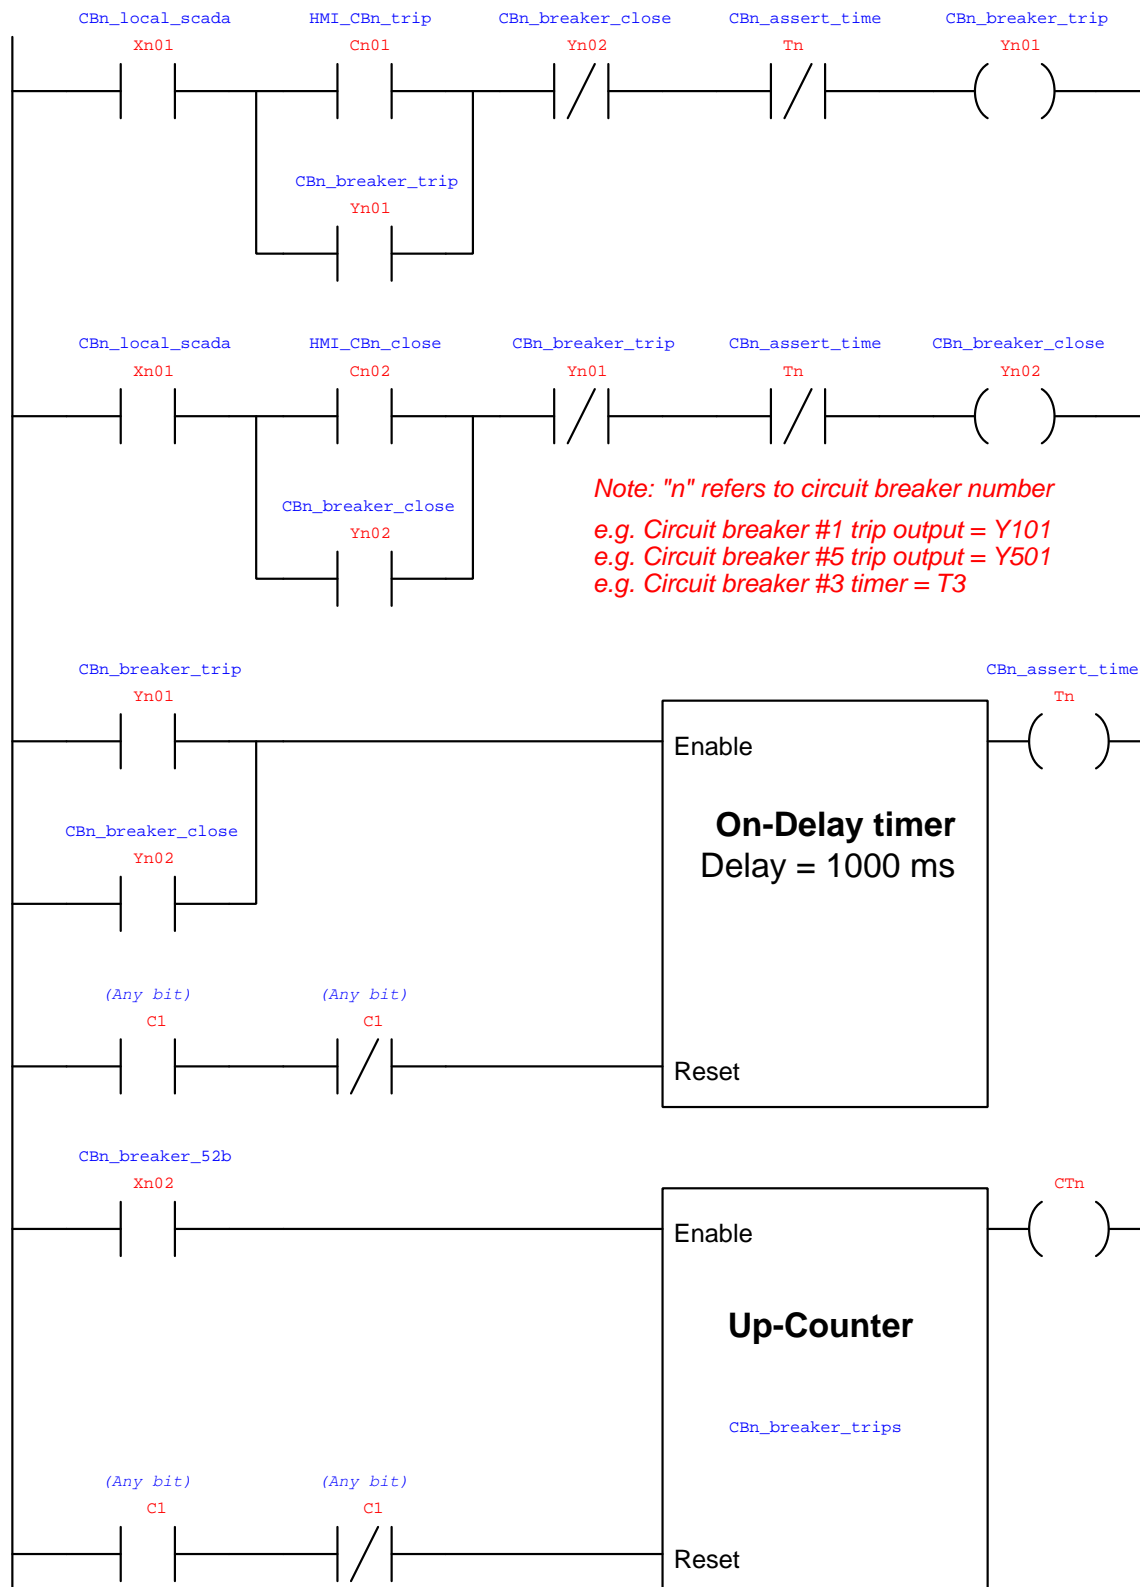 CBn_local_scada HMI_CBn_trip CBn_breaker_close CBn_assert_time CBn_breaker_trip
Xn01 Cn01 Yn02 Tn Yn01
CBn_breaker_trip
Yn01
CBn_local_scada HMI_CBn_close CBn_breaker_trip CBn_assert_time CBn_breaker_close
Xn01 Cn02 Yn01 Tn Yn02
CBn_breaker_close
Yn02
Note: "n" refers to circuit breaker number
e.g. Circuit breaker #1 trip output = Y101
e.g. Circuit breaker #5 trip output = Y501
e.g. Circuit breaker #3 timer = T3
CBn_breaker_trip CBn_assert_time
Yn01 Tn
Enable
On-Delay timer
Delay = 1000 ms
CBn_breaker_close
Yn02
(Any bit) (Any bit)
C1 C1
Reset
CBn_breaker_52b
Xn02 CTn
Enable
Up-Counter
CBn_breaker_trips
(Any bit) (Any bit)
C1 C1
Reset